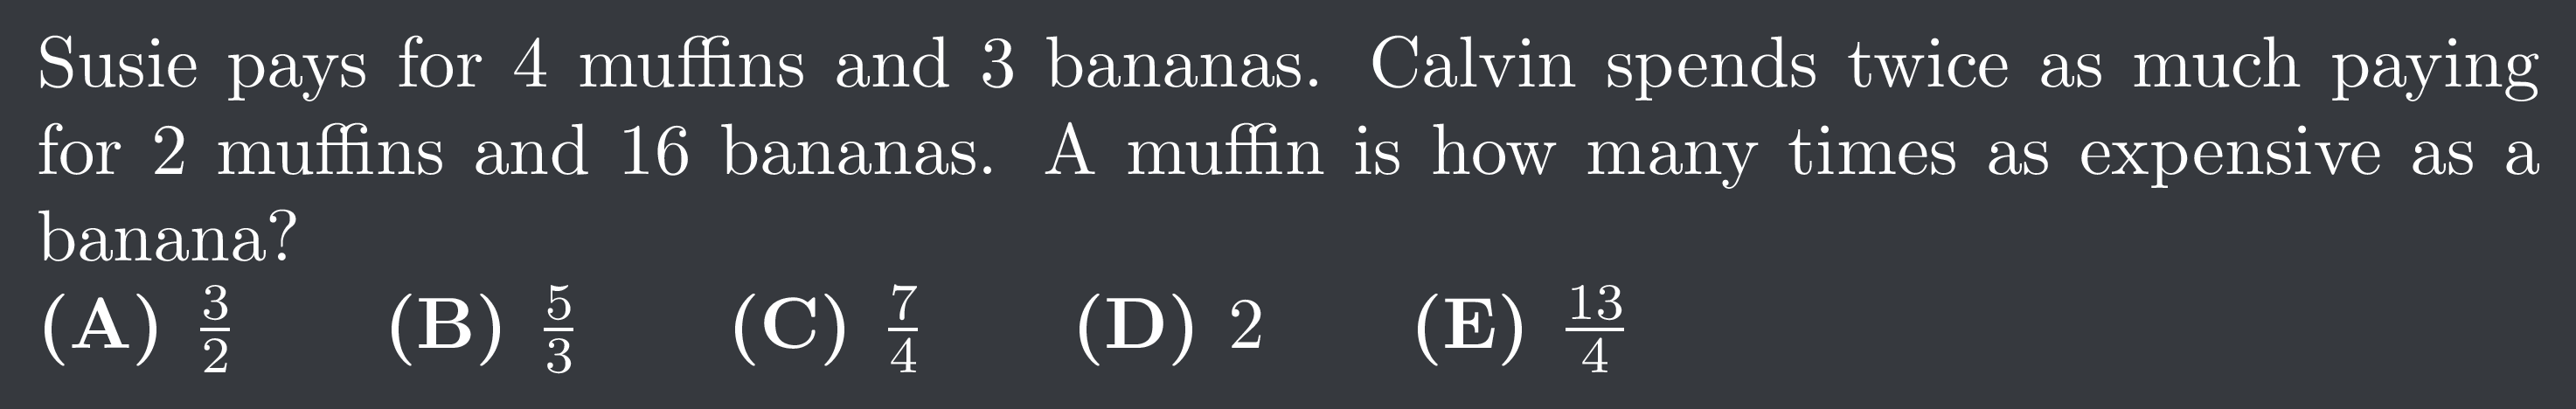 Susie pays for 4 muffins and 3 bananas. Calvin spends twice as much paying
for 2 muffins and 16 bananas. A muffin is how many times as expensive as a
banana?
(A) 3/2 (B) 5/3 (C) 7/4 (D) 2 (E) 13/4